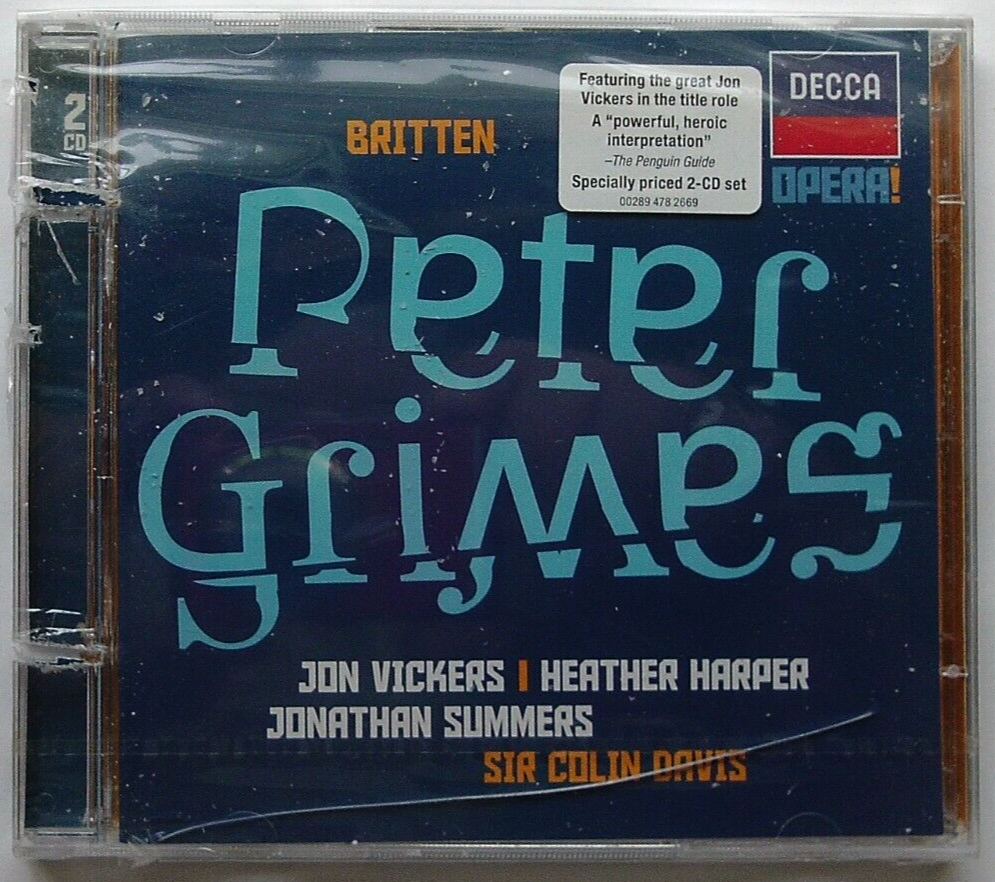 2
CD
BRITTEN
Featuring the great Jon
Vickers in the title role
A “powerful, heroic
interpretation”
–The Penguin Guide
Specially priced 2-CD set
00289 478 2669
DECCA
OPERA!
Peter
Grimes
JON VICKERS | HEATHER HARPER
JONATHAN SUMMERS
SIR COLIN DAVIS